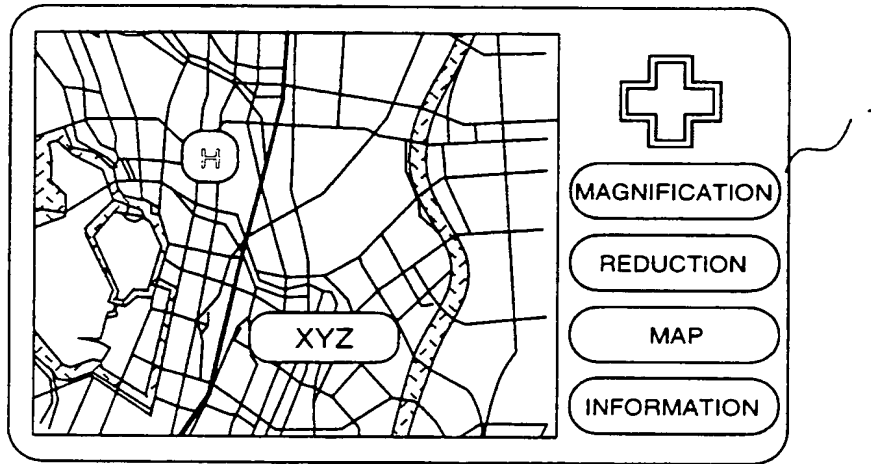 H
MAGNIFICATION
REDUCTION
XYZ
MAP
INFORMATION